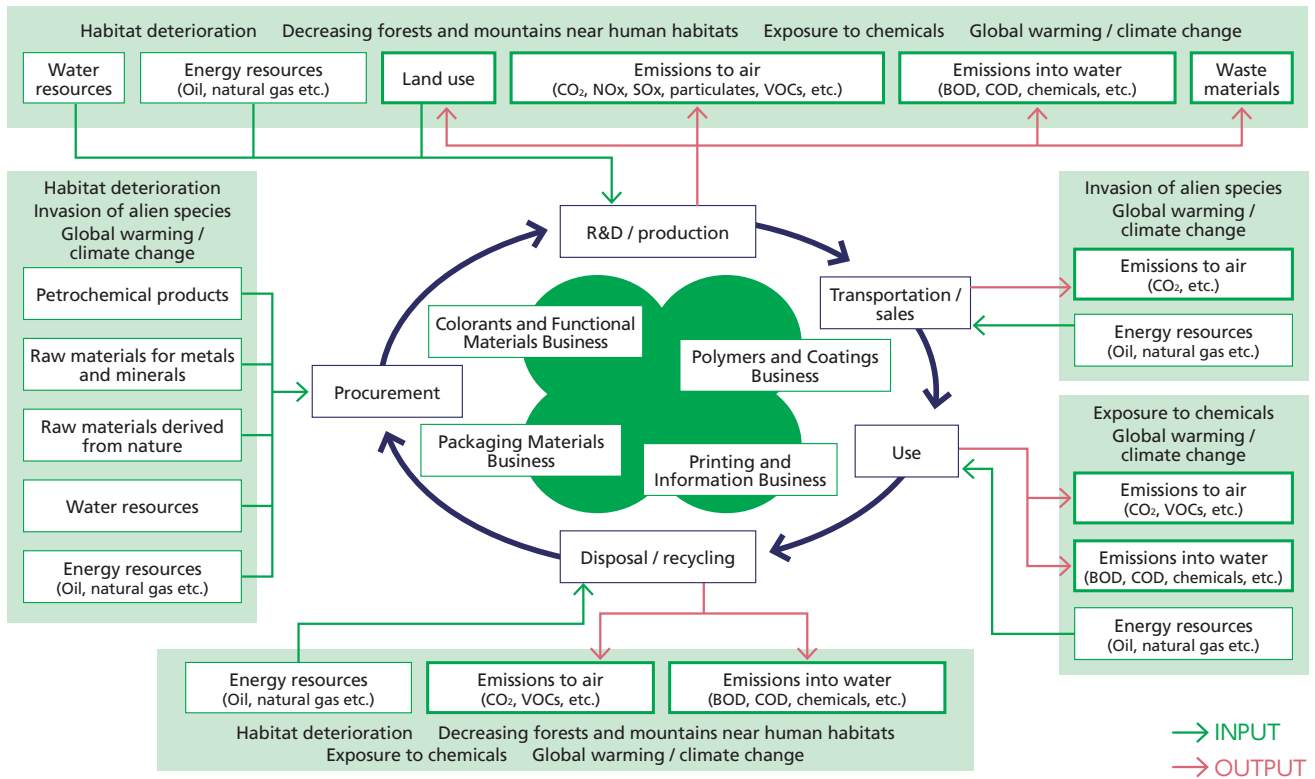 Habitat deterioration Decreasing forests and mountains near human habitats Exposure to chemicals Global warming / climate change
Water
resources
Energy resources
(Oil, natural gas etc.)
Land use
Emissions to air
(CO₂, NOx, SOx, particulates, VOCs, etc.)
Emissions into water
(BOD, COD, chemicals, etc.)
Waste
materials
Habitat deterioration
Invasion of alien species
Global warming /
climate change
Petrochemical products
Raw materials for metals
and minerals
Raw materials derived
from nature
Water resources
Energy resources
(Oil, natural gas etc.)
R&D / production
Transportation /
sales
Procurement
Use
Disposal / recycling
Colorants and Functional
Materials Business
Polymers and Coatings
Business
Packaging Materials
Business
Printing and
Information Business
Invasion of alien species
Global warming /
climate change
Emissions to air
(CO₂, etc.)
Energy resources
(Oil, natural gas etc.)
Exposure to chemicals
Global warming /
climate change
Emissions to air
(CO₂, VOCs, etc.)
Emissions into water
(BOD, COD, chemicals, etc.)
Energy resources
(Oil, natural gas etc.)
Energy resources
(Oil, natural gas etc.)
Emissions to air
(CO₂, VOCs, etc.)
Emissions into water
(BOD, COD, chemicals, etc.)
Habitat deterioration Decreasing forests and mountains near human habitats
Exposure to chemicals Global warming / climate change
INPUT
OUTPUT